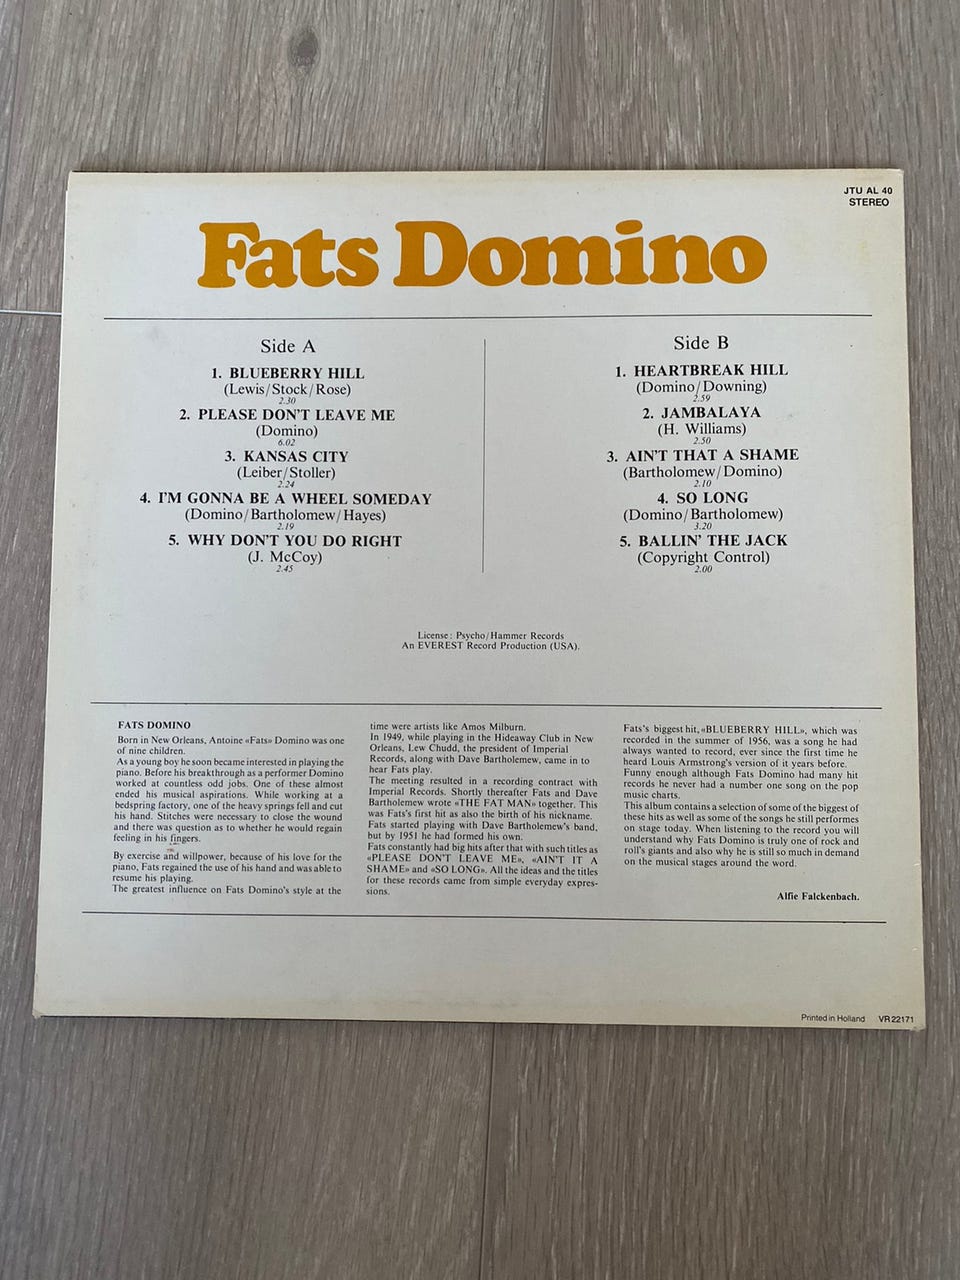 JTU AL 40
STEREO
Fats Domino
Side A
1. BLUEBERRY HILL
(Lewis/Stock/Rose)
2.30
2. PLEASE DON'T LEAVE ME
(Domino)
6.02
3. KANSAS CITY
(Leiber/Stoller)
2.24
4. I'M GONNA BE A WHEEL SOMEDAY
(Domino/Bartholomew/Hayes)
2.19
5. WHY DON'T YOU DO RIGHT
(J. McCoy)
2.45
Side B
1. HEARTBREAK HILL
(Domino/Downing)
2.59
2. JAMBALAYA
(H. Williams)
2.50
3. AIN'T THAT A SHAME
(Bartholomew/Domino)
2.10
4. SO LONG
(Domino/Bartholomew)
3.20
5. BALLIN' THE JACK
(Copyright Control)
2.00
License: Psycho/Hammer Records
An EVEREST Record Production (USA).
FATS DOMINO
Born in New Orleans, Antoine «Fats» Domino was one
of nine children.
As a young boy he soon became interested in playing the
piano. Before his breakthrough as a performer Domino
worked at countless odd jobs. One of these almost
ended his musical aspirations. While working at a
bedspring factory, one of the heavy springs fell and cut
his hand. Stitches were necessary to close the wound
and there was question as to whether he would regain
feeling in his fingers.
By exercise and willpower, because of his love for the
piano, Fats regained the use of his hand and was able to
resume his playing.
The greatest influence on Fats Domino's style at the
time were artists like Amos Milburn.
In 1949, while playing in the Hideaway Club in New
Orleans, Lew Chudd, the president of Imperial
Records, along with Dave Bartholemew, came in to
hear Fats play.
The meeting resulted in a recording contract with
Imperial Records. Shortly thereafter Fats and Dave
Bartholemew wrote «THE FAT MAN» together. This
was Fats's first hit as also the birth of his nickname.
Fats started playing with Dave Bartholemew's band,
but by 1951 he had formed his own.
Fats constantly had big hits after that with such titles as
«PLEASE DON'T LEAVE ME», «AIN'T IT A
SHAME» and «SO LONG». All the ideas and the titles
for these records came from simple everyday expres-
sions.
Fats's biggest hit, «BLUEBERRY HILL», which was
recorded in the summer of 1956, was a song he had
always wanted to record, ever since the first time he
heard Louis Armstrong's version of it years before.
Funny enough although Fats Domino had many hit
records he never had a number one song on the pop
music charts.
This album contains a selection of some of the biggest of
these hits as well as some of the songs he still performes
on stage today. When listening to the record you will
understand why Fats Domino is truly one of rock and
roll's giants and also why he is still so much in demand
on the musical stages around the word.
Alfie Falckenbach.
Printed in Holland VR 22171